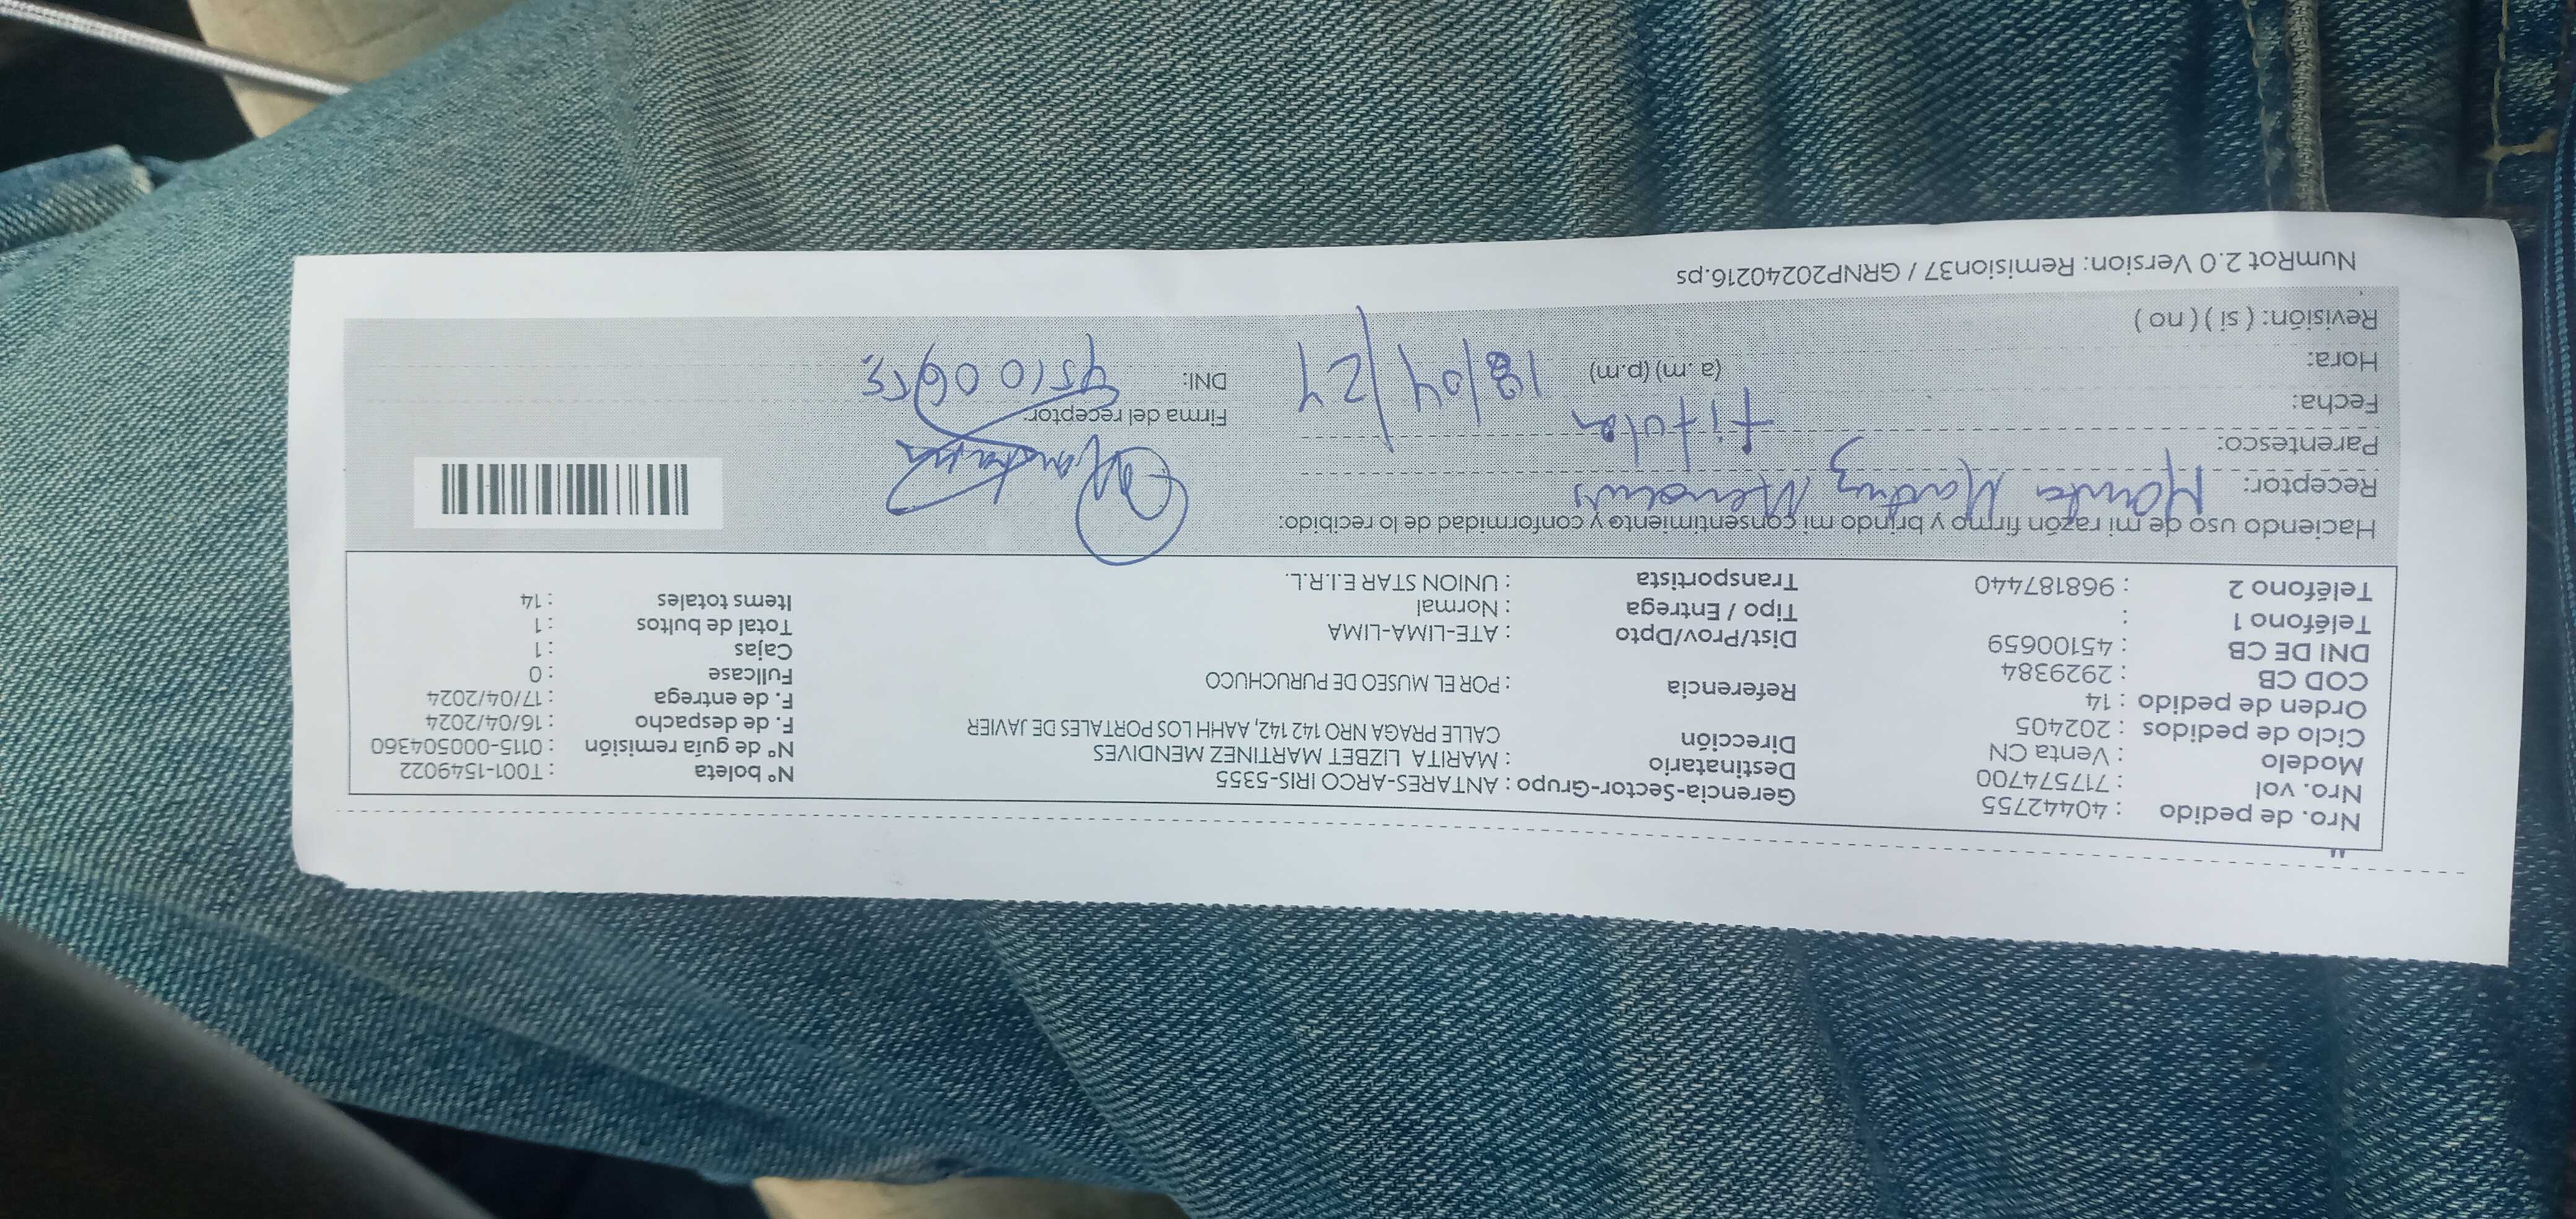 Nro. de pedido : 40442755
Nro. vol : 717574700
Modelo : Venta CN
Ciclo de pedidos : 202405
Orden de pedido : 14
COD CB : 2929384
DNI DE CB : 45100659
Teléfono 1 :
Teléfono 2 : 968187440
Gerencia-Sector-Grupo : ANTARES-ARCO IRIS-5355
Destinatario : MARITA LIZBET MARTINEZ MENDIVES
Dirección CALLE PRAGA NRO 142 142, AAHH LOS PORTALES DE JAVIER
Referencia : POR EL MUSEO DE PURUCHUCO
Dist/Prov/Dpto : ATE-LIMA-LIMA
Tipo / Entrega : Normal
Transportista : UNION STAR E.I.R.L.
N° boleta : T001-1549022
N° de guía remisión : 0115-000504360
F. de despacho : 16/04/2024
F. de entrega : 17/04/2024
Fullcase : 0
Cajas : 1
Total de bultos : 1
Items totales : 14
Haciendo uso de mi razón firmo y brindo mi consentimiento y conformidad de lo recibido:
Receptor: Marita Martinez
Parentesco: titular
Fecha: 18/04/24
Hora: (a.m) (p.m)
Revisión: ( si ) ( no )
Firma del receptor:
DNI:
NumRot 2.0 Version: Remision37 / GRNP20240216.ps